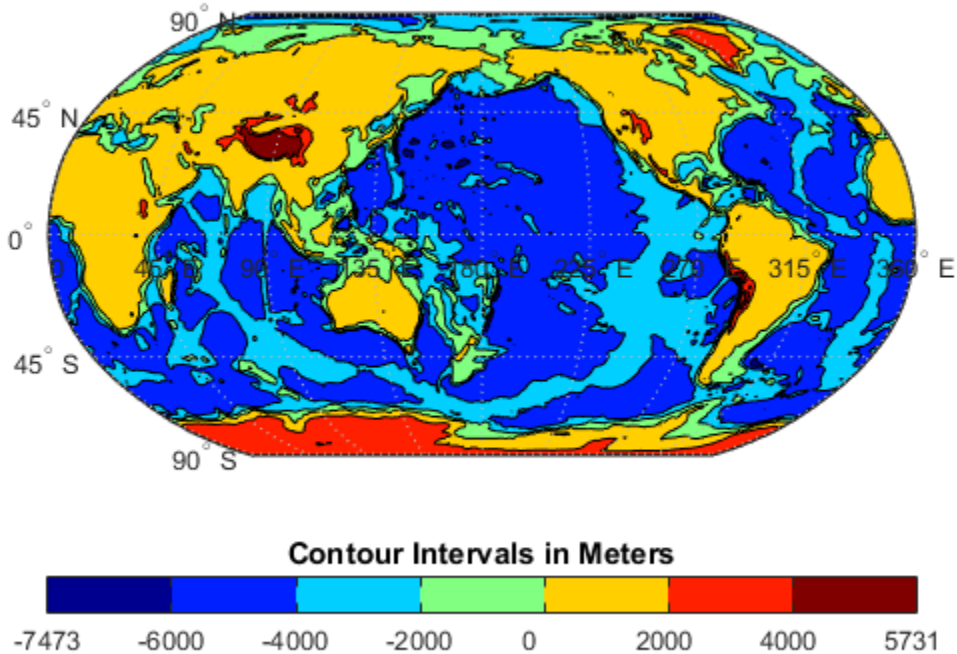 90° N
45° N
0°
0 45° E 90° E 135° E 180° E 225° E 270° E 315° E 360° E
45° S
90° S
Contour Intervals in Meters
-7473 -6000 -4000 -2000 0 2000 4000 5731